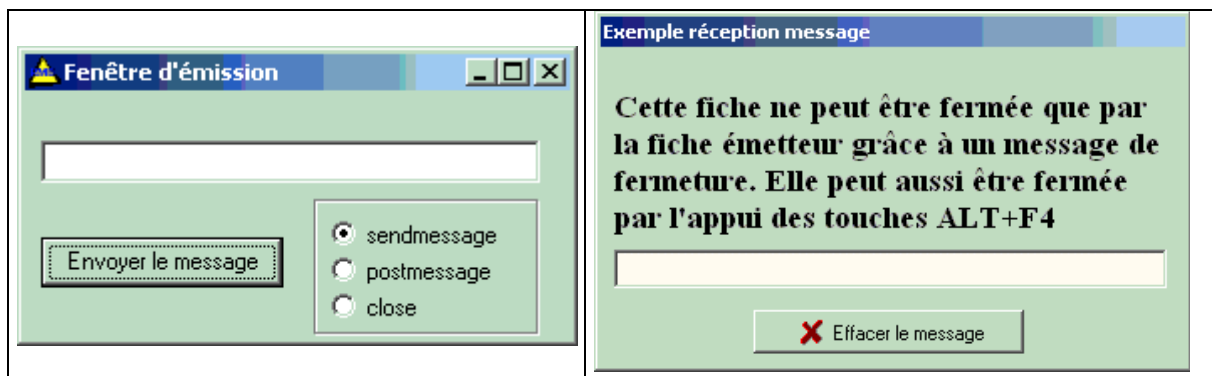 Fenêtre d'émission
Envoyer le message
sendmessage
postmessage
close
Exemple réception message
Cette fiche ne peut être fermée que par
la fiche émetteur grâce à un message de
fermeture. Elle peut aussi être fermée
par l'appui des touches ALT+F4
Effacer le message